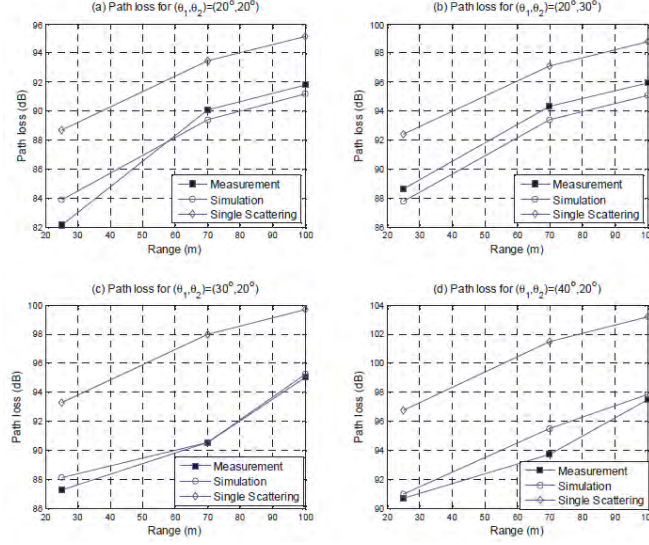 (a) Path loss for (θ₁,θ₂)=(20°,20°)
Path loss (dB)
96
94
92
90
88
86
84
82
20 30 40 50 60 70 80 90 100
Range (m)
Measurement
Simulation
Single Scattering
(b) Path loss for (θ₁,θ₂)=(20°,30°)
Path loss (dB)
100
98
96
94
92
90
88
86
20 30 40 50 60 70 80 90 100
Range (m)
Measurement
Simulation
Single Scattering
(c) Path loss for (θ₁,θ₂)=(30°,20°)
Path loss (dB)
100
98
96
94
92
90
88
86
20 30 40 50 60 70 80 90 100
Range (m)
Measurement
Simulation
Single Scattering
(d) Path loss for (θ₁,θ₂)=(40°,20°)
Path loss (dB)
104
102
100
98
96
94
92
90
20 30 40 50 60 70 80 90 100
Range (m)
Measurement
Simulation
Single Scattering